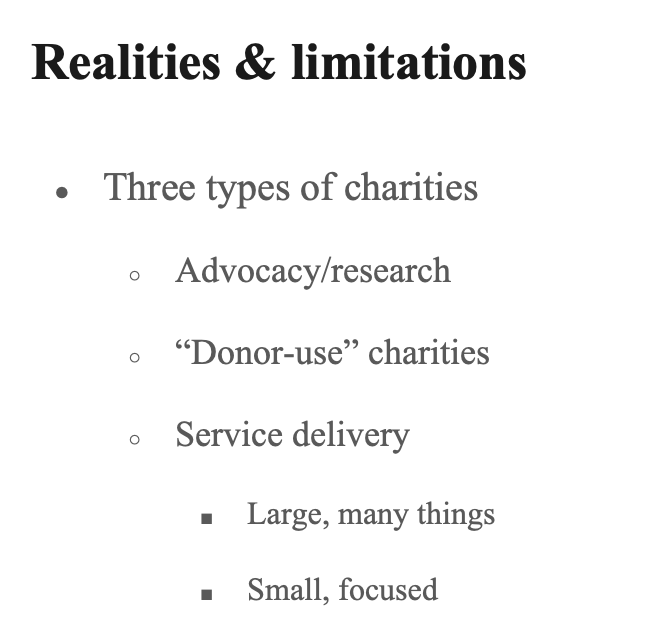 Realities & limitations
● Three types of charities
○ Advocacy/research
○ “Donor-use” charities
○ Service delivery
■ Large, many things
■ Small, focused